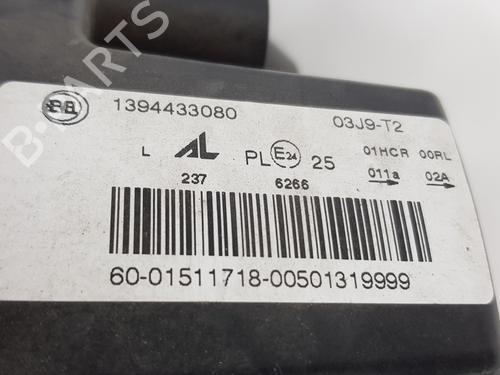 1394433080 03J9-T2
L AL PL E24 25 01HCR 00RL
237 6266 011a 02A
60-01511718-00501319999
B-PARTS